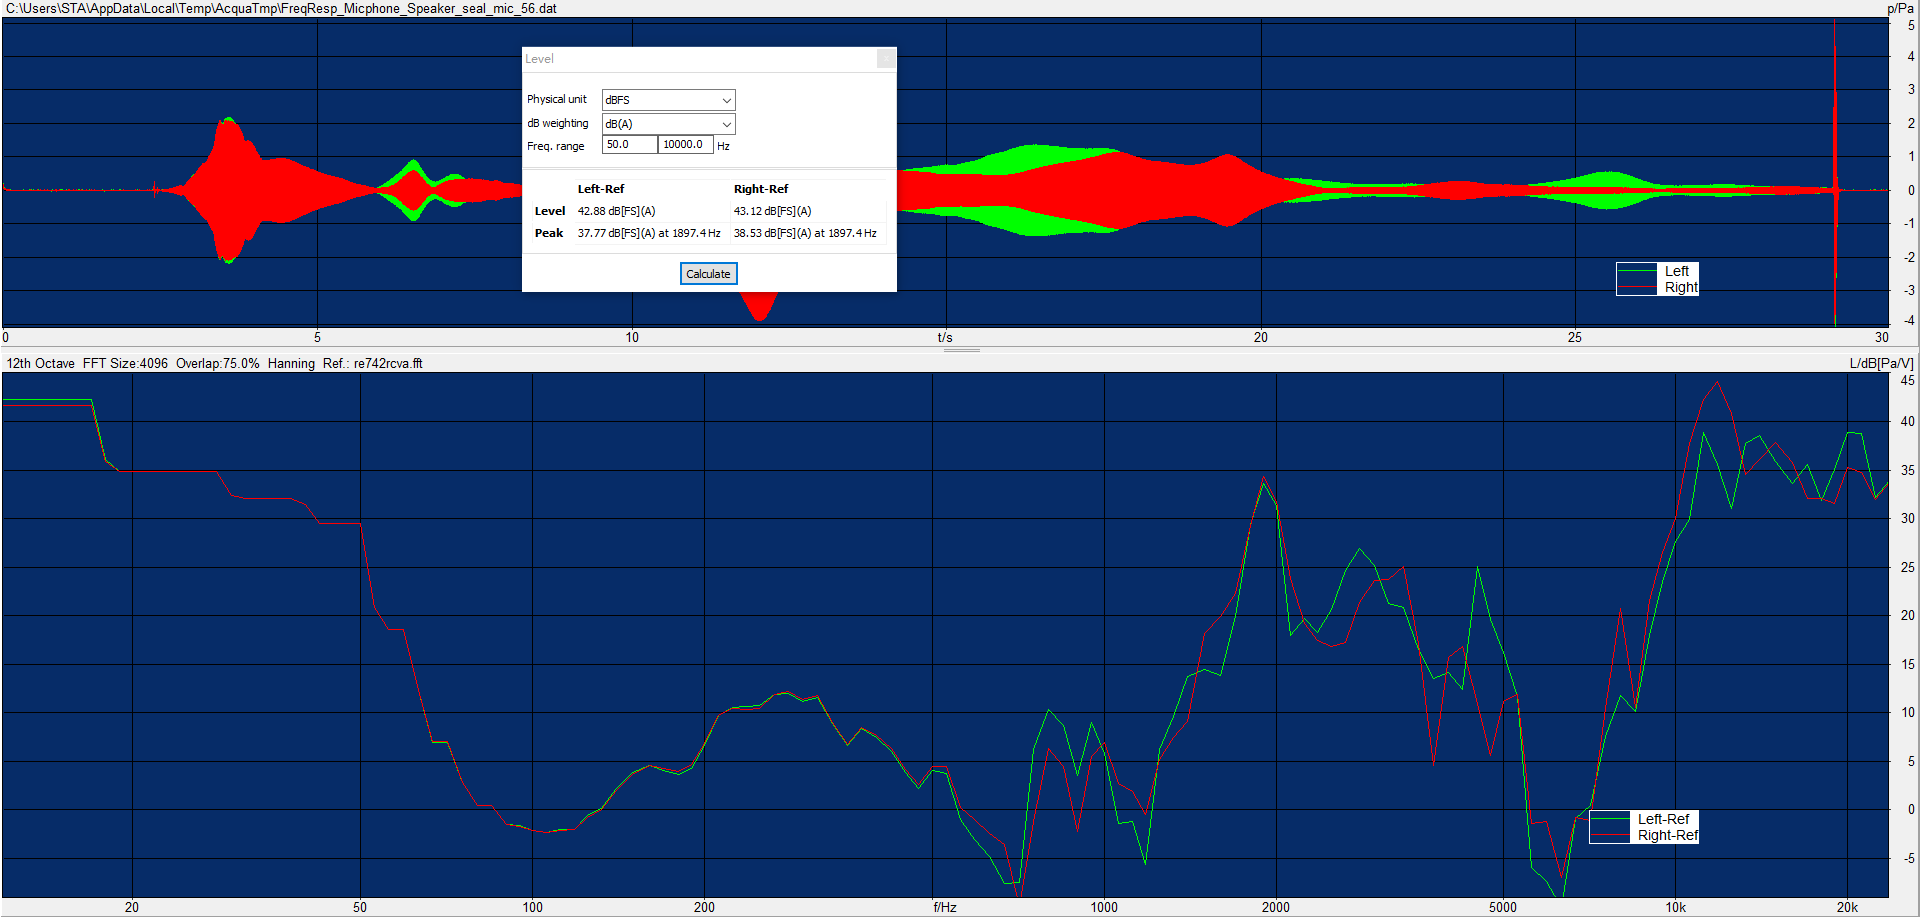 C:\Users\STA\AppData\Local\Temp\AcquaTmp\FreqResp_Micphone_Speaker_seal_mic_56.dat
p/Pa
5
4
3
2
1
0
-1
-2
-3
-4
Level
Physical unit dBFS
dB weighting dB(A)
Freq. range 50.0 10000.0 Hz
Left-Ref Right-Ref
Level 42.88 dB[FS](A) 43.12 dB[FS](A)
Peak 37.77 dB[FS](A) at 1897.4 Hz 38.53 dB[FS](A) at 1897.4 Hz
Calculate
Left
Right
0 5 10 t/s 20 25 30
12th Octave FFT Size:4096 Overlap:75.0% Hanning Ref.: re742rcva.fft
L/dB[Pa/V]
45
40
35
30
25
20
15
10
5
0
-5
Left-Ref
Right-Ref
20 50 100 200 f/Hz 1000 2000 5000 10k 20k